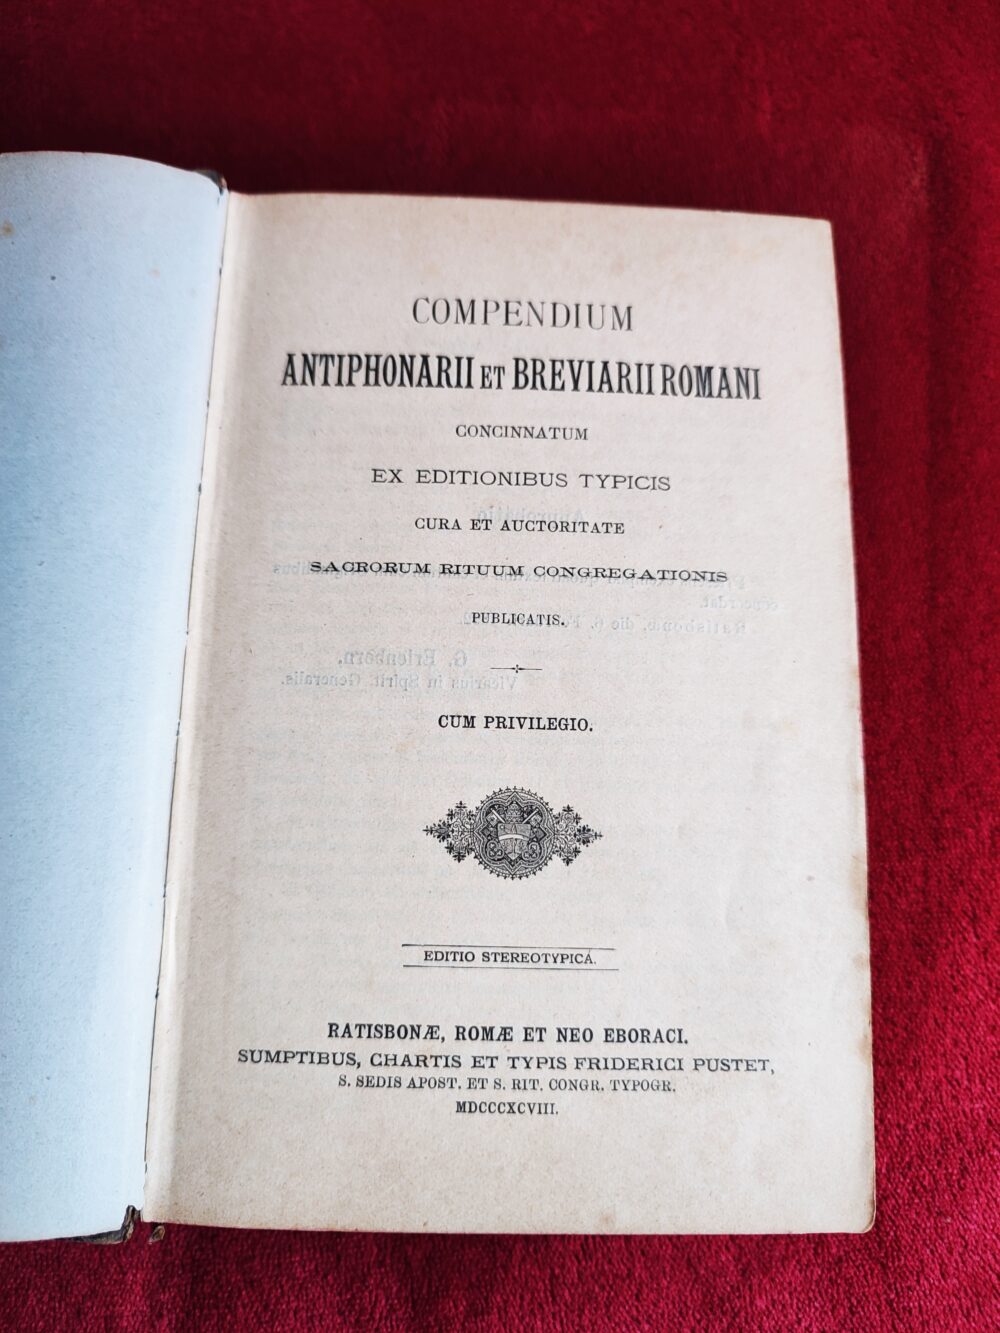 COMPENDIUM
ANTIPHONARII ET BREVIARII ROMANI
CONCINNATUM
EX EDITIONIBUS TYPICIS
CURA ET AUCTORITATE
SACRORUM RITUUM CONGREGATIONIS
PUBLICATIS.
CUM PRIVILEGIO.
EDITIO STEREOTYPICA.
RATISBONÆ, ROMÆ ET NEO EBORACI.
SUMPTIBUS, CHARTIS ET TYPIS FRIDERICI PUSTET,
S. SEDIS APOST. ET S. RIT. CONGR. TYPOGR.
MDCCCXCVIII.